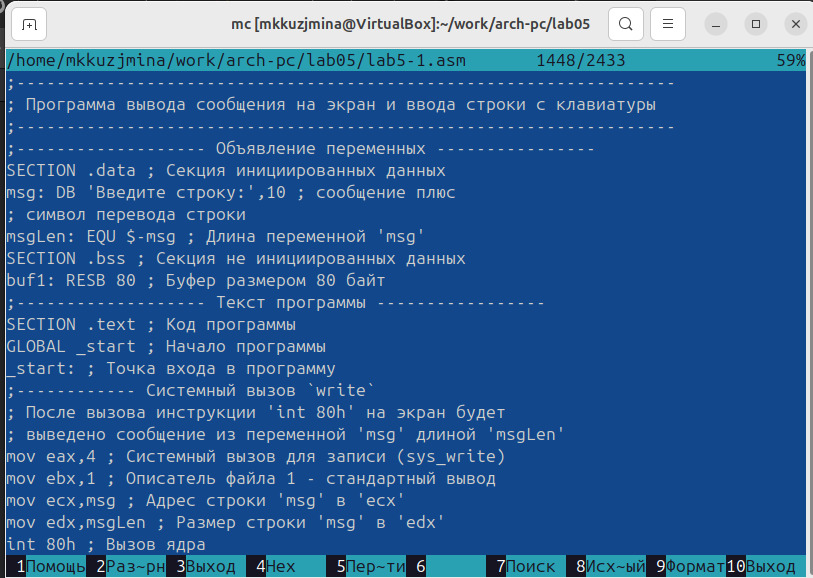 mc [mkkuzjmina@VirtualBox]:~/work/arch-pc/lab05
/home/mkkuzjmina/work/arch-pc/lab05/lab5-1.asm 1448/2433 59%
;------------------------------------------------------------------
; Программа вывода сообщения на экран и ввода строки с клавиатуры
;------------------------------------------------------------------
;------------------- Объявление переменных ----------------
SECTION .data ; Секция инициированных данных
msg: DB 'Введите строку:',10 ; сообщение плюс
; символ перевода строки
msgLen: EQU $-msg ; Длина переменной 'msg'
SECTION .bss ; Секция не инициированных данных
buf1: RESB 80 ; Буфер размером 80 байт
;------------------- Текст программы -----------------
SECTION .text ; Код программы
GLOBAL _start ; Начало программы
_start: ; Точка входа в программу
;------------ Системный вызов `write`
; После вызова инструкции 'int 80h' на экран будет
; выведено сообщение из переменной 'msg' длиной 'msgLen'
mov eax,4 ; Системный вызов для записи (sys_write)
mov ebx,1 ; Описатель файла 1 - стандартный вывод
mov ecx,msg ; Адрес строки 'msg' в 'ecx'
mov edx,msgLen ; Размер строки 'msg' в 'edx'
int 80h ; Вызов ядра
1Помощь 2Раз~рн 3Выход 4Hex 5Пер~ти 6 7Поиск 8Исх~ый 9Формат 10Выход